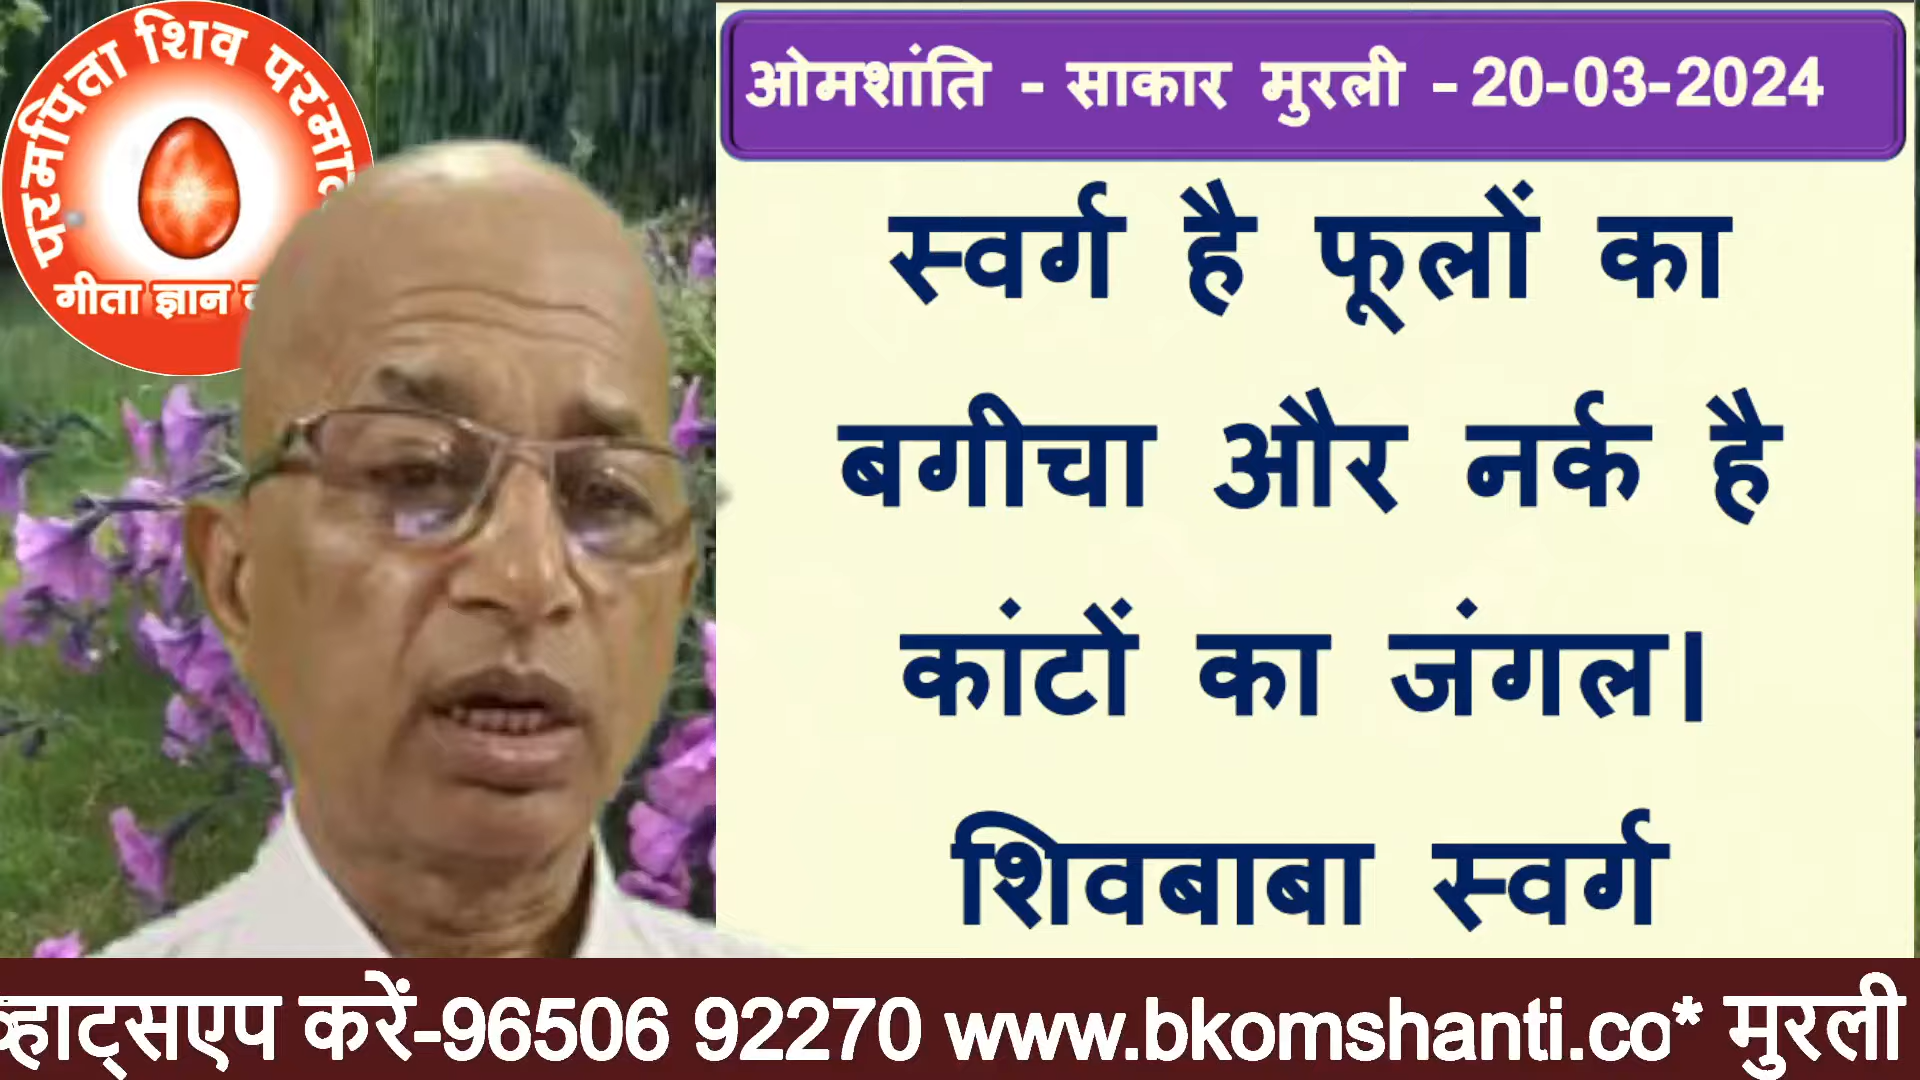 परमपिता शिव
गीता ज्ञान
ओमशांति - साकार मुरली - 20-03-2024
स्वर्ग है फूलों का
बगीचा और नर्क है
कांटों का जंगल।
शिवबाबा स्वर्ग
करें-96506 92270 www.bkomshanti.co* मुरली